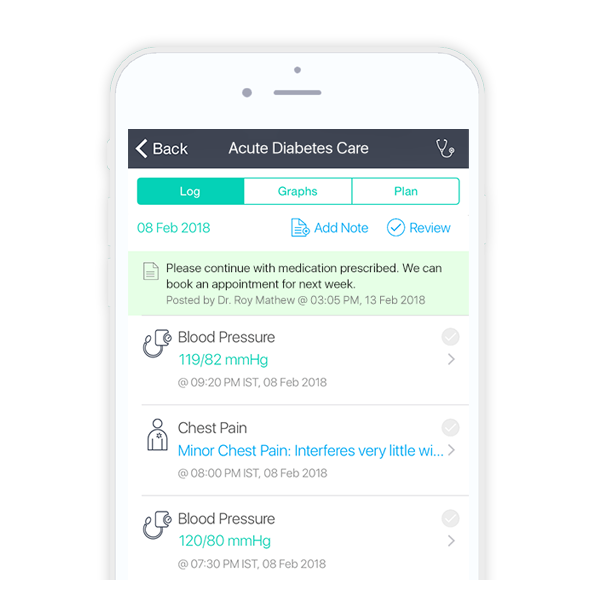 Back
Acute Diabetes Care
Log
Graphs
Plan
08 Feb 2018
Add Note
Review
Please continue with medication prescribed. We can
book an appointment for next week.
Posted by Dr. Roy Mathew @ 03:05 PM, 13 Feb 2018
Blood Pressure
119/82 mmHg
@ 09:20 PM IST, 08 Feb 2018
Chest Pain
Minor Chest Pain: Interferes very little wi...
@ 08:00 PM IST, 08 Feb 2018
Blood Pressure
120/80 mmHg
@ 07:30 PM IST, 08 Feb 2018